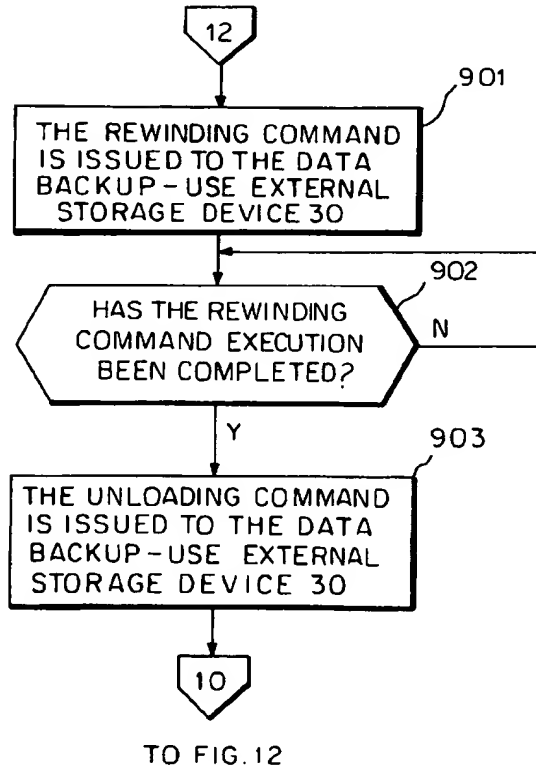 12
901
THE REWINDING COMMAND
IS ISSUED TO THE DATA
BACKUP-USE EXTERNAL
STORAGE DEVICE 30
902
HAS THE REWINDING
COMMAND EXECUTION
BEEN COMPLETED?
N
Y
903
THE UNLOADING COMMAND
IS ISSUED TO THE DATA
BACKUP-USE EXTERNAL
STORAGE DEVICE 30
10
TO FIG.12